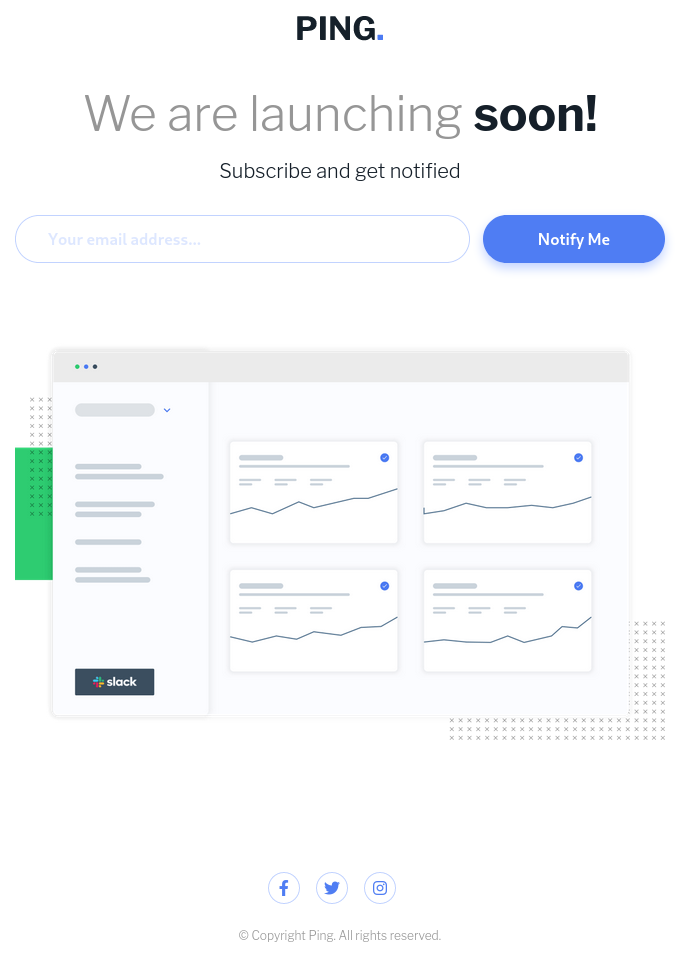 PING.
We are launching soon!
Subscribe and get notified
Your email address...
Notify Me
slack
© Copyright Ping. All rights reserved.